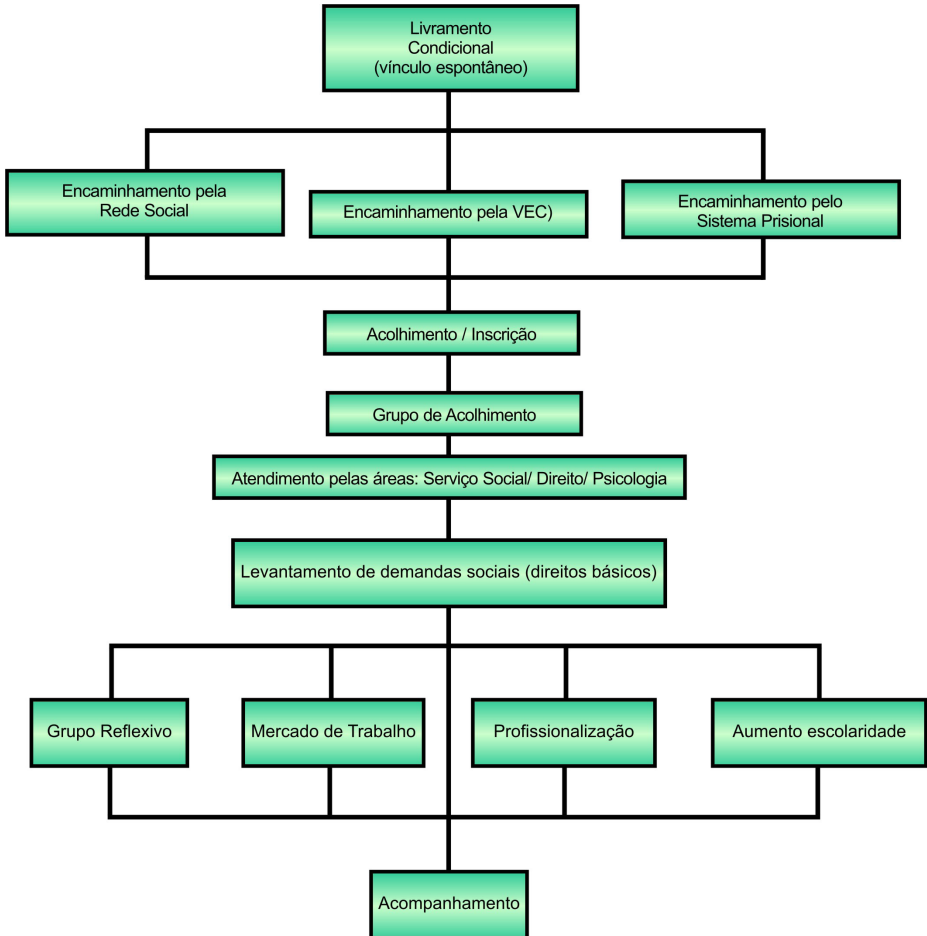 Livramento
Condicional
(vínculo espontâneo)
Encaminhamento pela
Rede Social
Encaminhamento pela VEC)
Encaminhamento pelo
Sistema Prisional
Acolhimento / Inscrição
Grupo de Acolhimento
Atendimento pelas áreas: Serviço Social/ Direito/ Psicologia
Levantamento de demandas sociais (direitos básicos)
Grupo Reflexivo
Mercado de Trabalho
Profissionalização
Aumento escolaridade
Acompanhamento